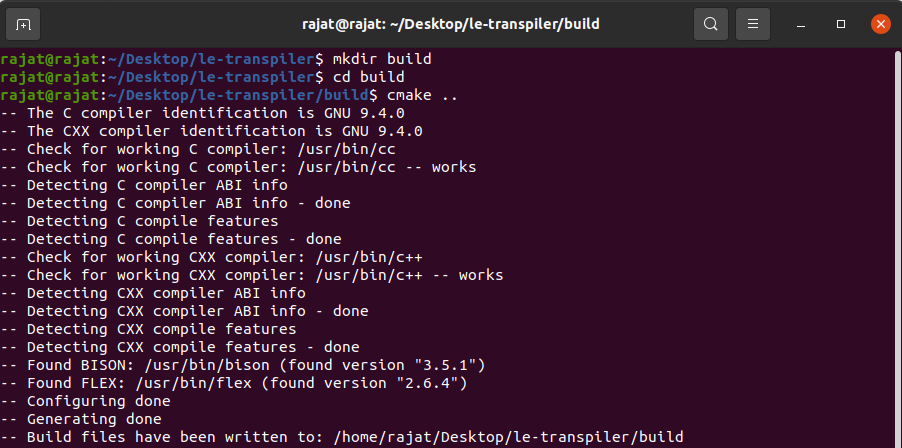 rajat@rajat: ~/Desktop/le-transpiler/build
rajat@rajat:~/Desktop/le-transpiler$ mkdir build
rajat@rajat:~/Desktop/le-transpiler$ cd build
rajat@rajat:~/Desktop/le-transpiler/build$ cmake ..
-- The C compiler identification is GNU 9.4.0
-- The CXX compiler identification is GNU 9.4.0
-- Check for working C compiler: /usr/bin/cc
-- Check for working C compiler: /usr/bin/cc -- works
-- Detecting C compiler ABI info
-- Detecting C compiler ABI info - done
-- Detecting C compile features
-- Detecting C compile features - done
-- Check for working CXX compiler: /usr/bin/c++
-- Check for working CXX compiler: /usr/bin/c++ -- works
-- Detecting CXX compiler ABI info
-- Detecting CXX compiler ABI info - done
-- Detecting CXX compile features
-- Detecting CXX compile features - done
-- Found BISON: /usr/bin/bison (found version "3.5.1")
-- Found FLEX: /usr/bin/flex (found version "2.6.4")
-- Configuring done
-- Generating done
-- Build files have been written to: /home/rajat/Desktop/le-transpiler/build